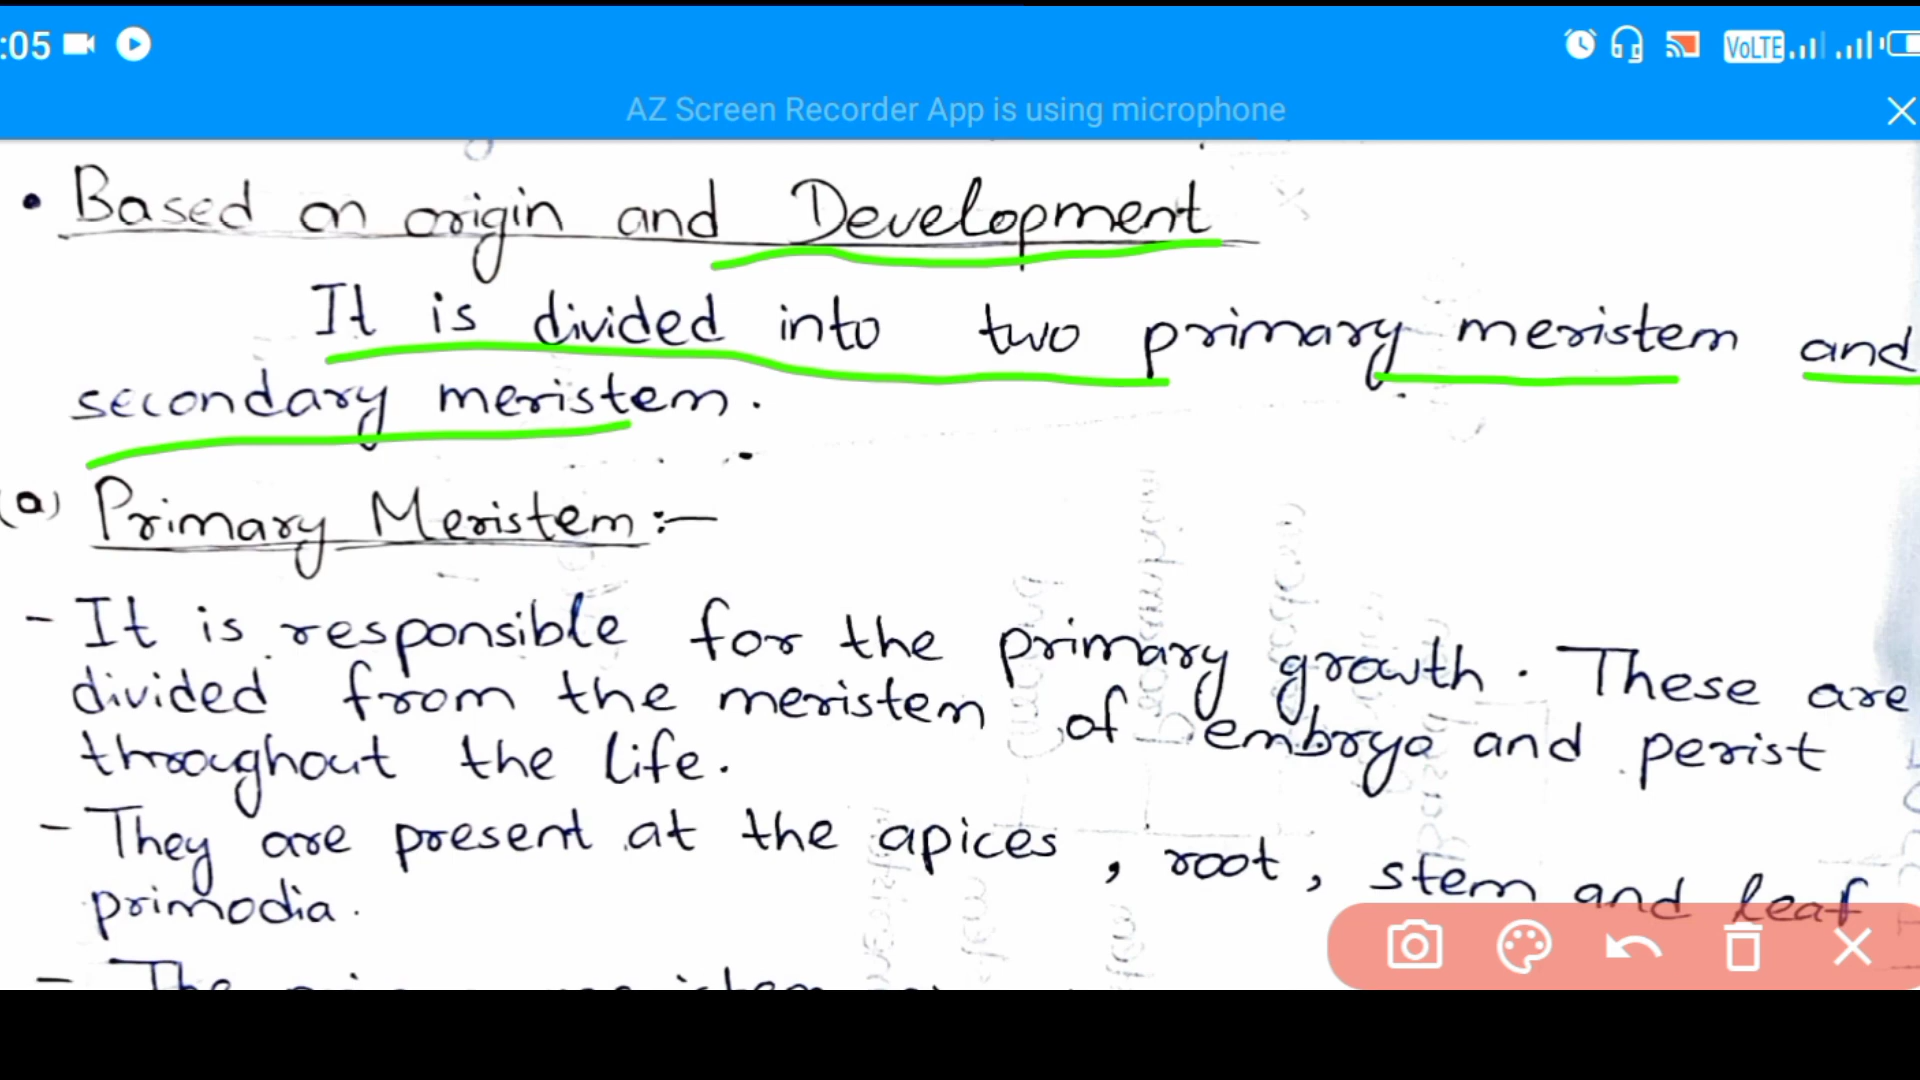 :05
VoLTE
AZ Screen Recorder App is using microphone
• Based on origin and Development
It is divided into two primary meristem and
secondary meristem.
(a) Primary Meristem :—
- It is responsible for the primary growth. These are
divided from the meristem of embryo and perist
throughout the life.
- They are present at the apices, root, stem and leaf
primodia.